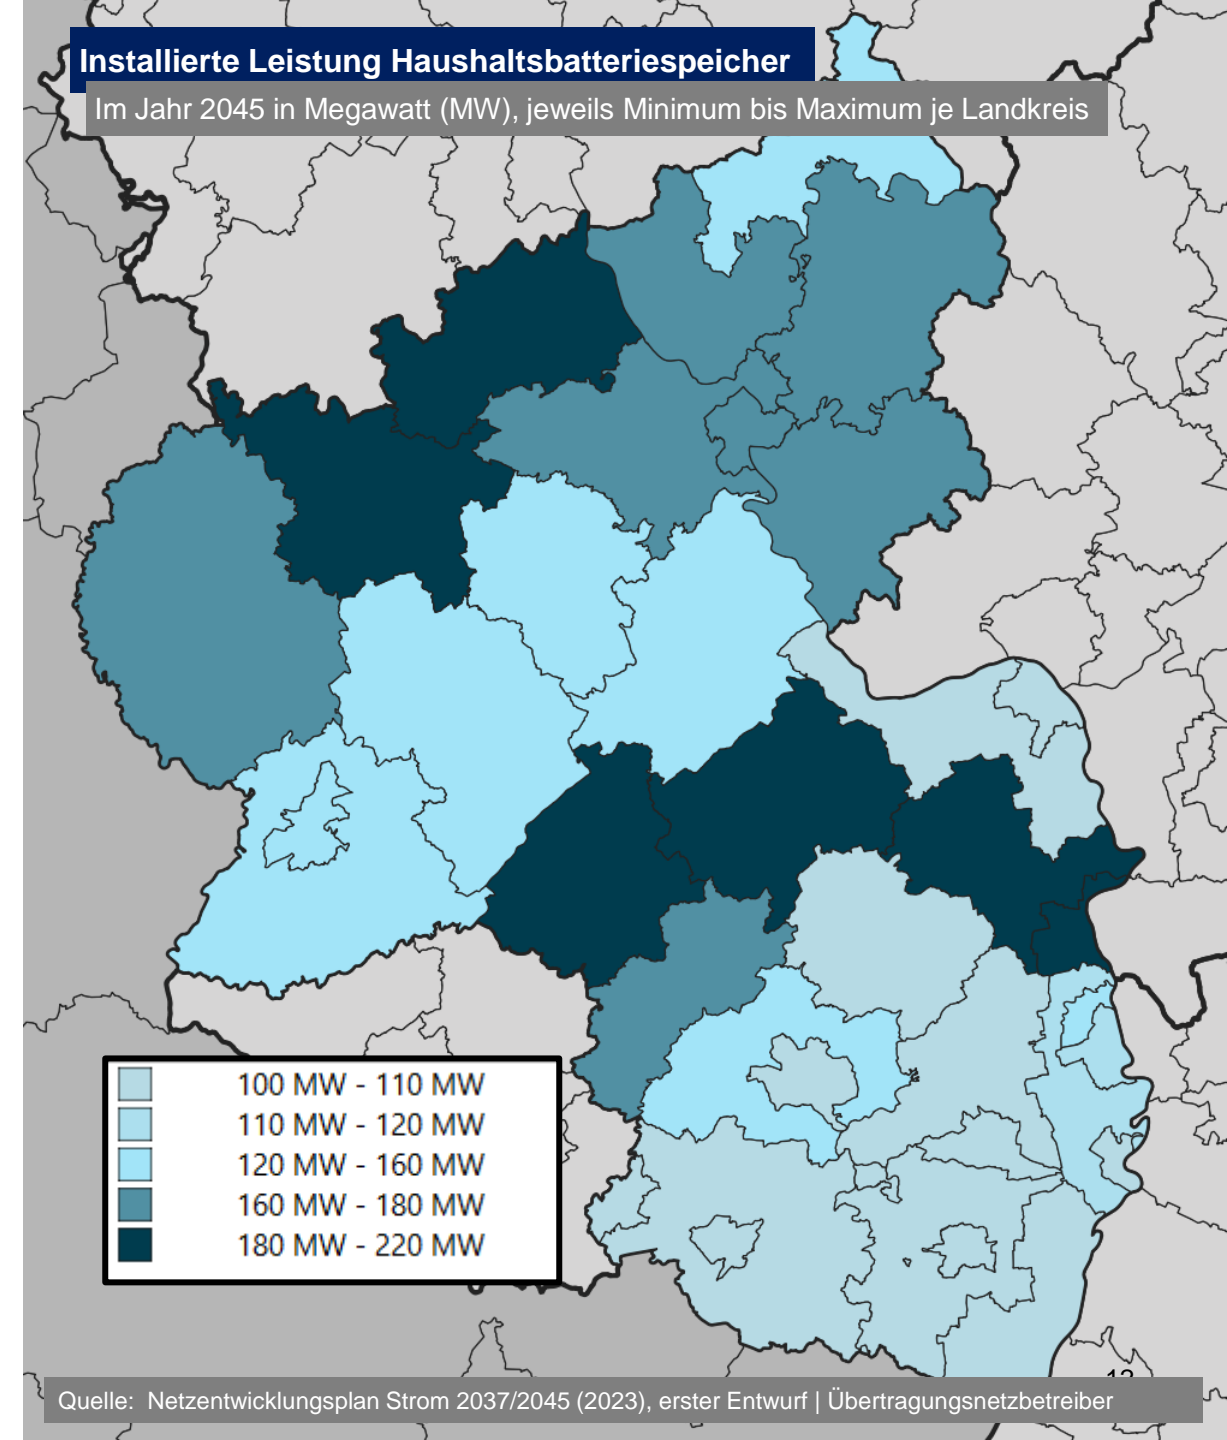 Installierte Leistung Haushaltsbatteriespeicher
Im Jahr 2045 in Megawatt (MW), jeweils Minimum bis Maximum je Landkreis
100 MW - 110 MW
110 MW - 120 MW
120 MW - 160 MW
160 MW - 180 MW
180 MW - 220 MW
Quelle: Netzentwicklungsplan Strom 2037/2045 (2023), erster Entwurf | Übertragungsnetzbetreiber